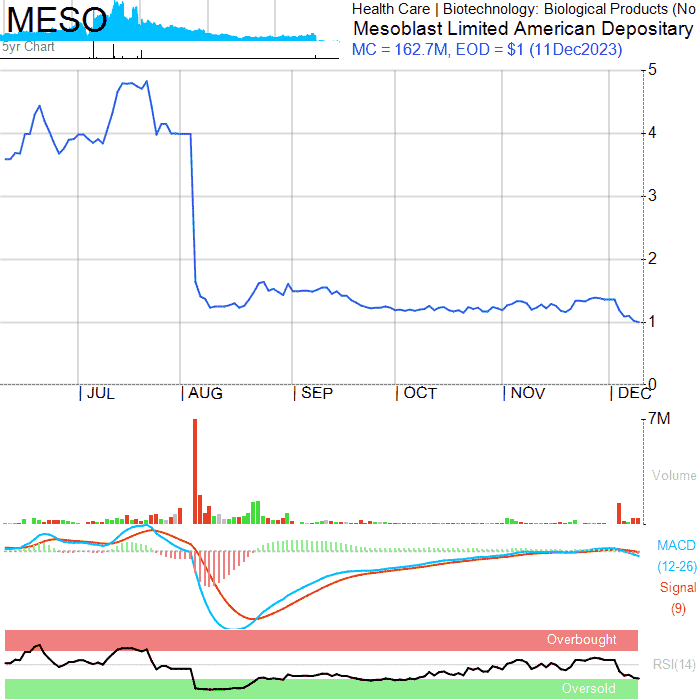 MESO
5yr Chart
Health Care | Biotechnology: Biological Products (No
Mesoblast Limited American Depositary
MC = 162.7M, EOD = $1 (11Dec2023)
5
4
3
2
1
0
| JUL | AUG | SEP | OCT | NOV | DEC
7M
Volume
MACD
(12-26)
Signal
(9)
Overbought
RSI(14)
Oversold